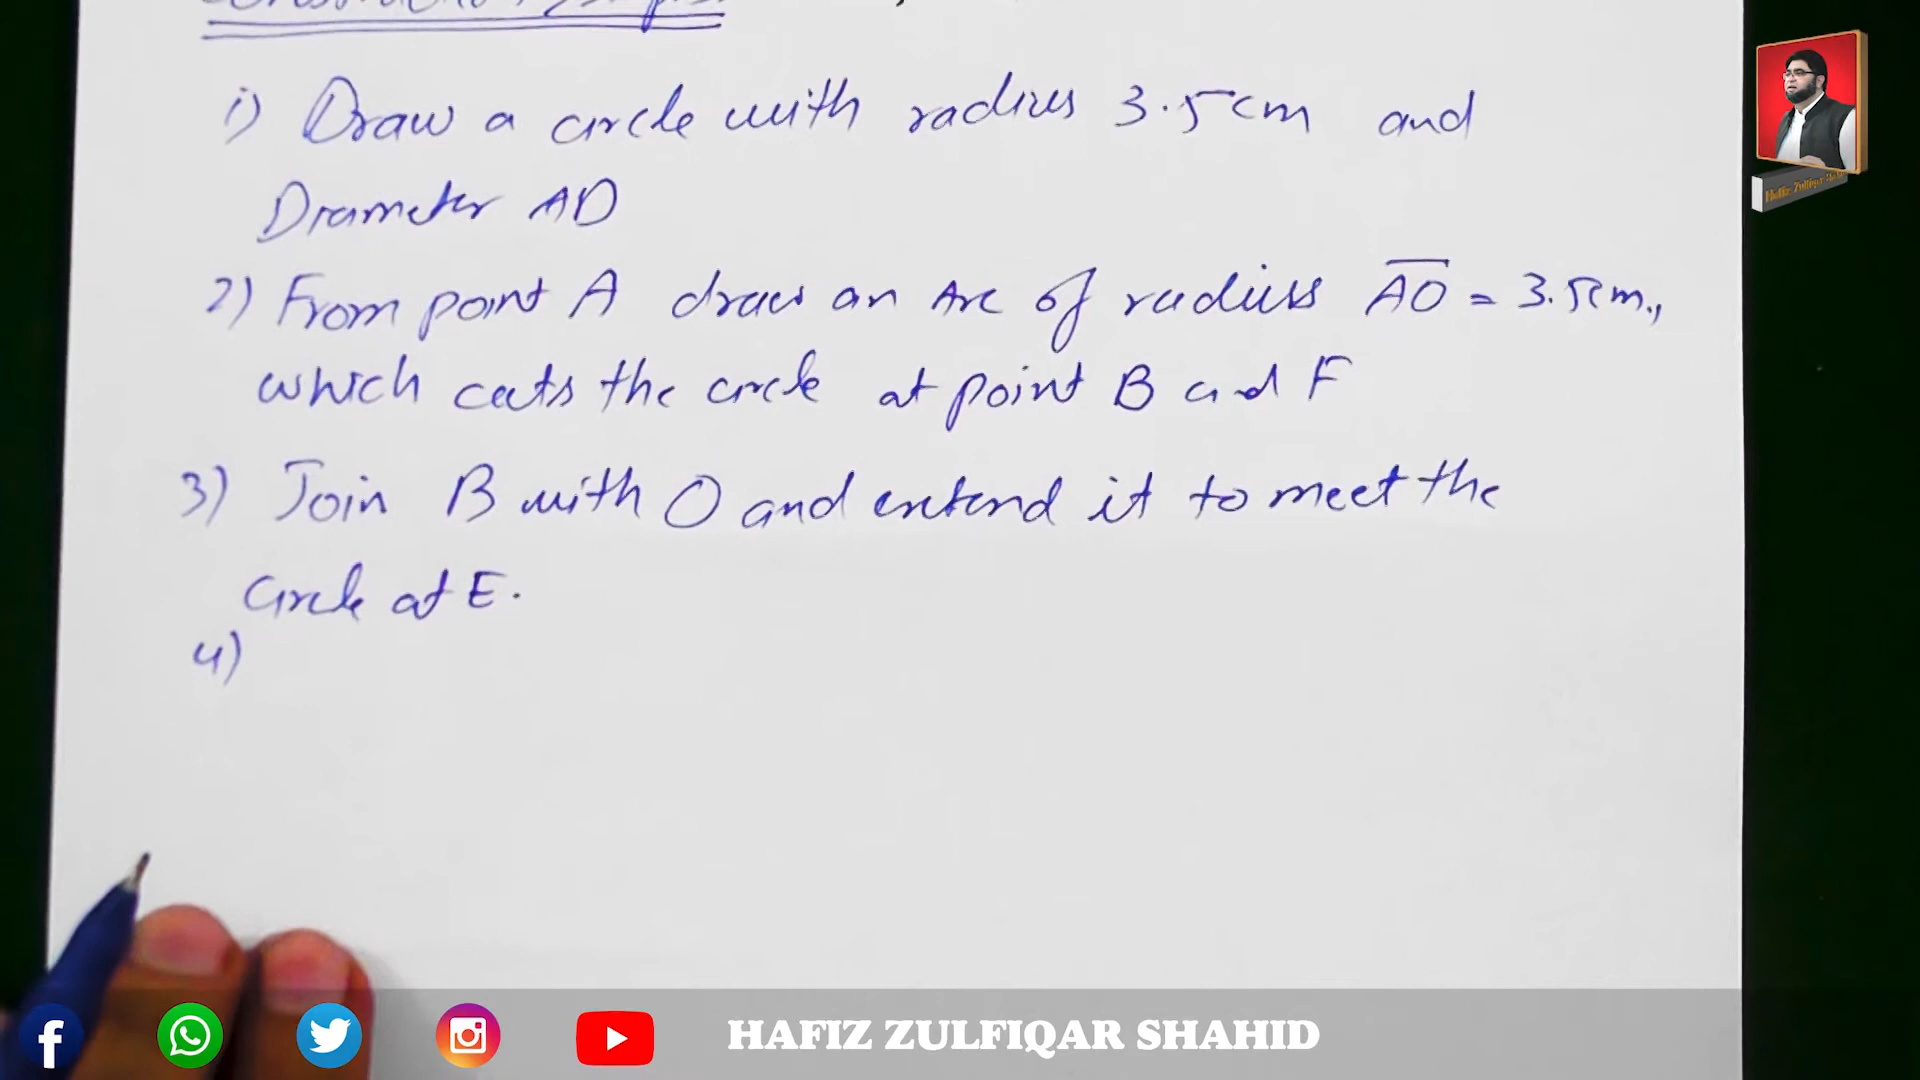 Construction Steps
i) Draw a circle with radius 3.5cm and
Diameter AD
2) From point A draw an Arc of radius AO = 3.5cm.,
which cuts the circle at point B and F
3) Join B with O and extend it to meet the
Circle at E.
4)
HAFIZ ZULFIQAR SHAHID